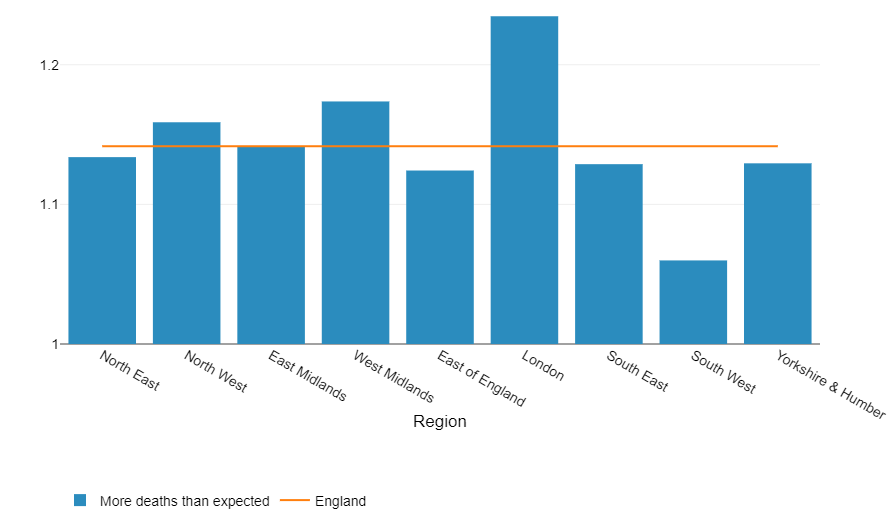 1.2
1.1
1
North East
North West
East Midlands
West Midlands
East of England
London
South East
South West
Yorkshire & Humber
Region
More deaths than expected
England